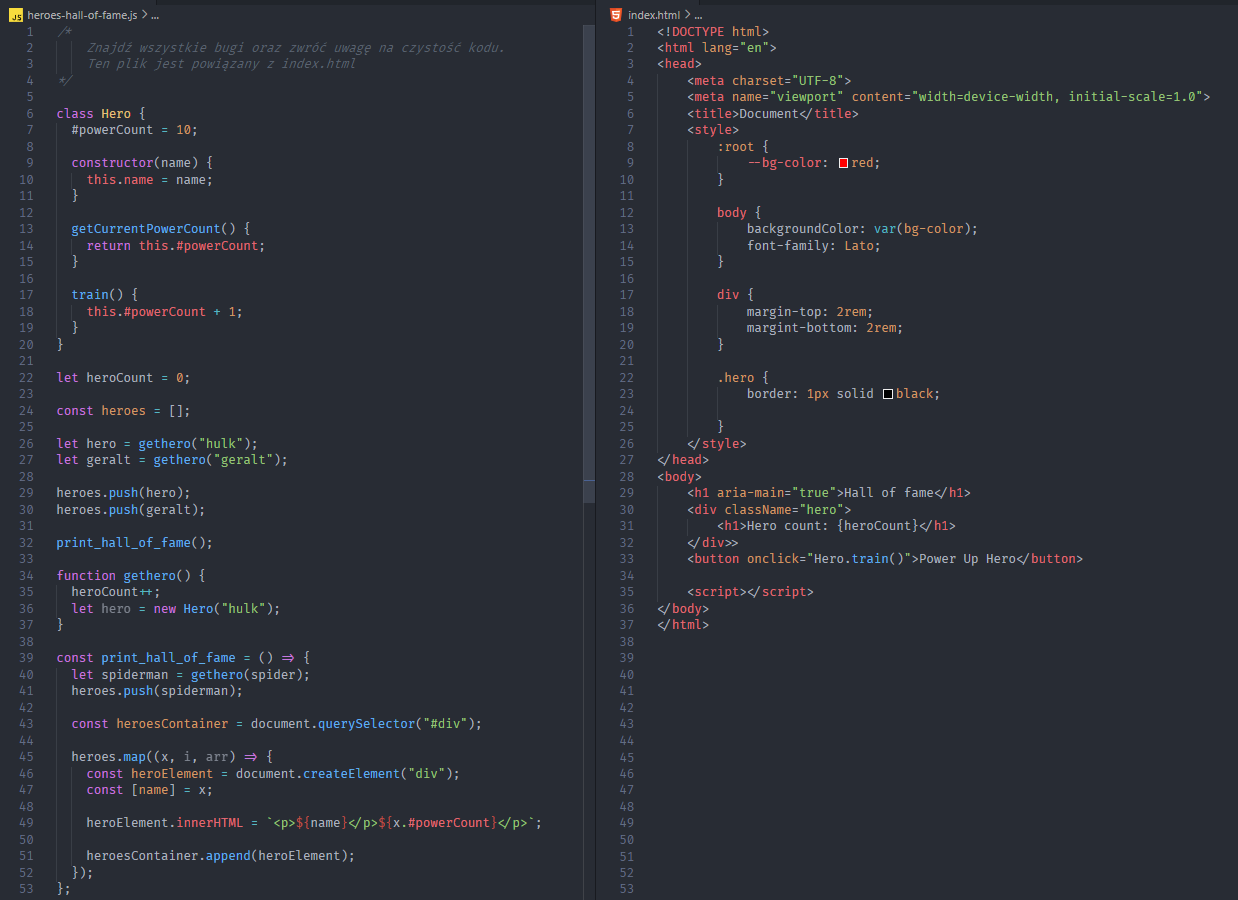 JS heroes-hall-of-fame.js > ...
1 /*
2 Znajdź wszystkie bugi oraz zwróć uwagę na czystość kodu.
3 Ten plik jest powiązany z index.html
4 */
5
6 class Hero {
7 #powerCount = 10;
8
9 constructor(name) {
10 this.name = name;
11 }
12
13 getCurrentPowerCount() {
14 return this.#powerCount;
15 }
16
17 train() {
18 this.#powerCount + 1;
19 }
20 }
21
22 let heroCount = 0;
23
24 const heroes = [];
25
26 let hero = gethero("hulk");
27 let geralt = gethero("geralt");
28
29 heroes.push(hero);
30 heroes.push(geralt);
31
32 print_hall_of_fame();
33
34 function gethero() {
35 heroCount++;
36 let hero = new Hero("hulk");
37 }
38
39 const print_hall_of_fame = () => {
40 let spiderman = gethero(spider);
41 heroes.push(spiderman);
42
43 const heroesContainer = document.querySelector("#div");
44
45 heroes.map((x, i, arr) => {
46 const heroElement = document.createElement("div");
47 const [name] = x;
48
49 heroElement.innerHTML = `<p>${name}</p>${x.#powerCount}</p>`;
50
51 heroesContainer.append(heroElement);
52 });
53 };
5 index.html > ...
1 <!DOCTYPE html>
2 <html lang="en">
3 <head>
4 <meta charset="UTF-8">
5 <meta name="viewport" content="width=device-width, initial-scale=1.0">
6 <title>Document</title>
7 <style>
8 :root {
9 --bg-color: red;
10 }
11
12 body {
13 backgroundColor: var(bg-color);
14 font-family: Lato;
15 }
16
17 div {
18 margin-top: 2rem;
19 margint-bottom: 2rem;
20 }
21
22 .hero {
23 border: 1px solid black;
24
25 }
26 </style>
27 </head>
28 <body>
29 <h1 aria-main="true">Hall of fame</h1>
30 <div className="hero">
31 <h1>Hero count: {heroCount}</h1>
32 </div>>
33 <button onclick="Hero.train()">Power Up Hero</button>
34
35 <script></script>
36 </body>
37 </html>
38
39
40
41
42
43
44
45
46
47
48
49
50
51
52
53